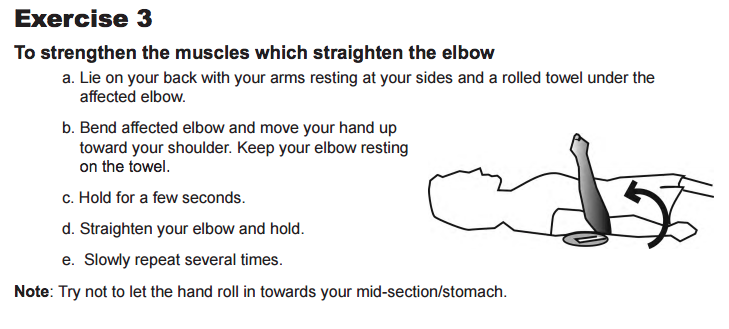 Exercise 3
To strengthen the muscles which straighten the elbow
a. Lie on your back with your arms resting at your sides and a rolled towel under the
affected elbow.
b. Bend affected elbow and move your hand up
toward your shoulder. Keep your elbow resting
on the towel.
c. Hold for a few seconds.
d. Straighten your elbow and hold.
e. Slowly repeat several times.
Note: Try not to let the hand roll in towards your mid-section/stomach.